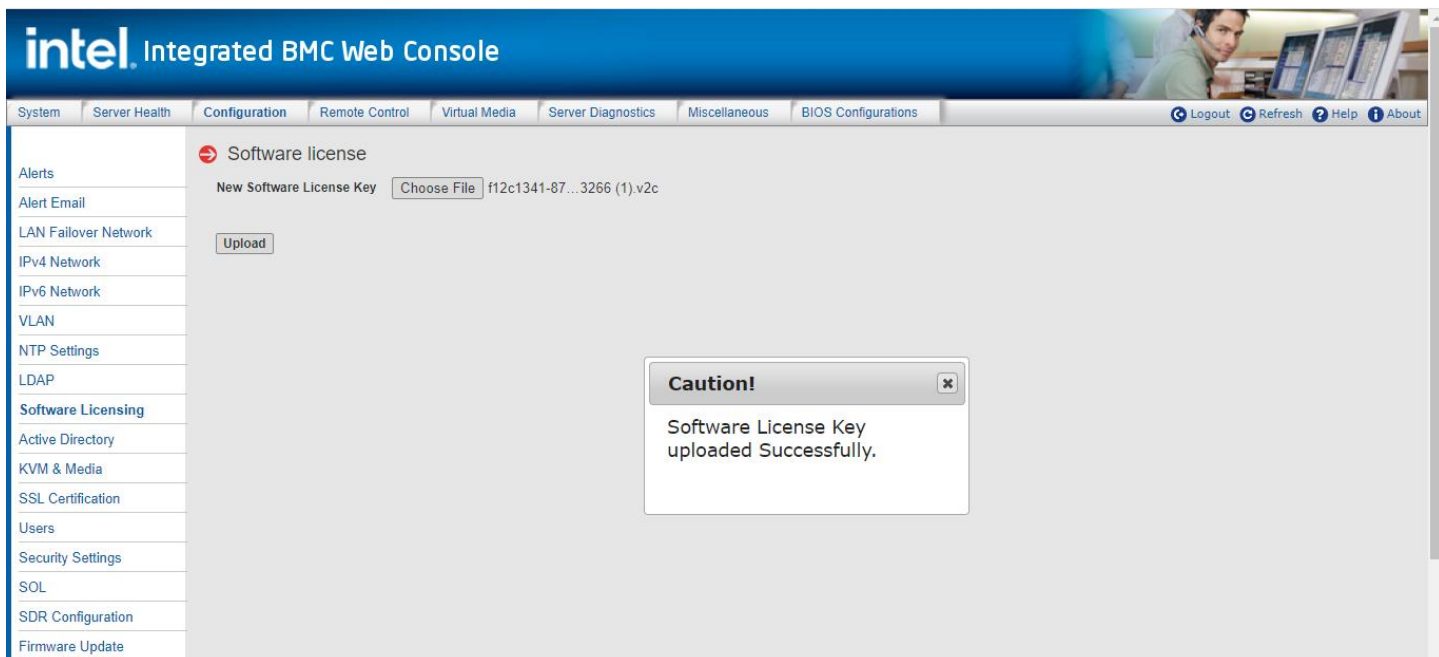 intel. Integrated BMC Web Console
System Server Health Configuration Remote Control Virtual Media Server Diagnostics Miscellaneous BIOS Configurations Logout Refresh Help About
Software license
New Software License Key Choose File f12c1341-87...3266 (1).v2c
Upload
Alerts
Alert Email
LAN Failover Network
IPv4 Network
IPv6 Network
VLAN
NTP Settings
LDAP
Software Licensing
Active Directory
KVM & Media
SSL Certification
Users
Security Settings
SOL
SDR Configuration
Firmware Update
Caution!
Software License Key
uploaded Successfully.